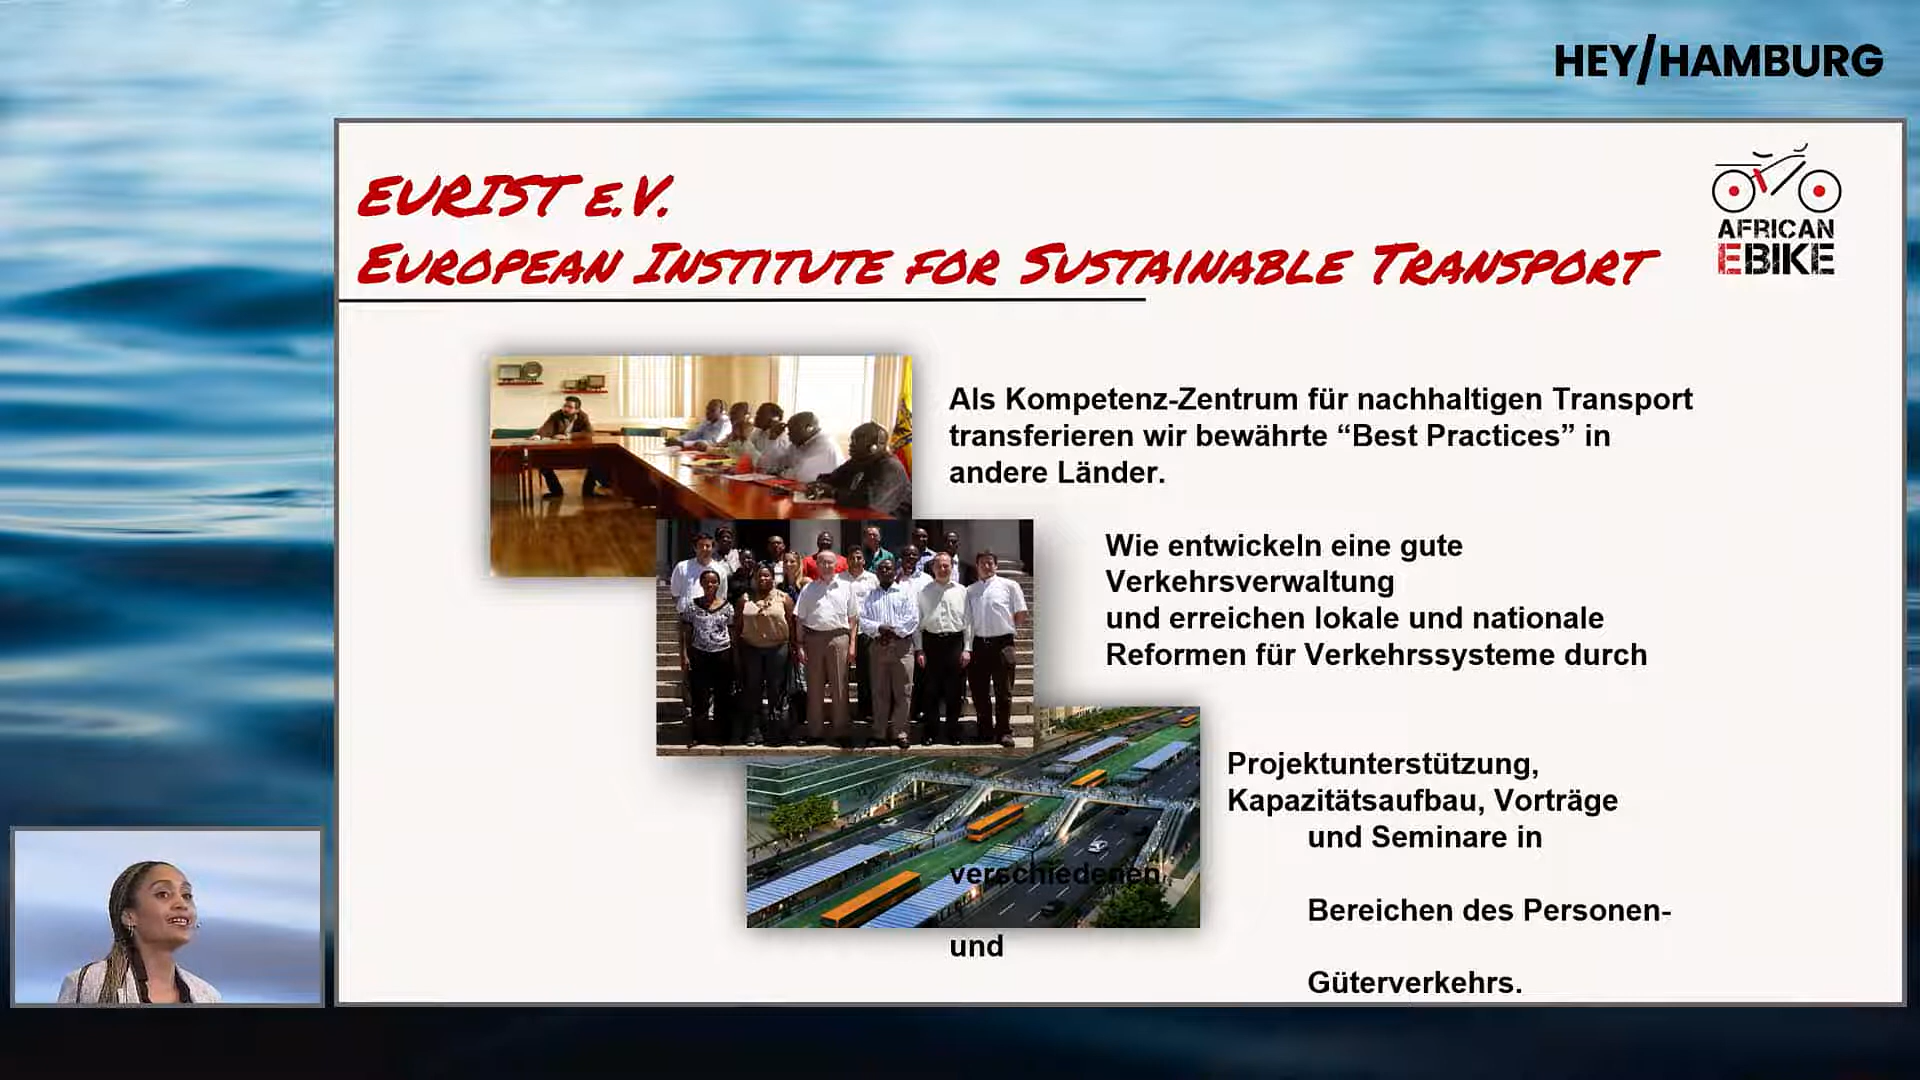 HEY/HAMBURG
EURIST e.V.
EUROPEAN INSTITUTE FOR SUSTAINABLE TRANSPORT
AFRICAN
EBIKE
Als Kompetenz-Zentrum für nachhaltigen Transport
transferieren wir bewährte “Best Practices” in
andere Länder.
Wie entwickeln eine gute
Verkehrsverwaltung
und erreichen lokale und nationale
Reformen für Verkehrssysteme durch
Projektunterstützung,
Kapazitätsaufbau, Vorträge
und Seminare in
verschiedenen
Bereichen des Personen-
und
Güterverkehrs.